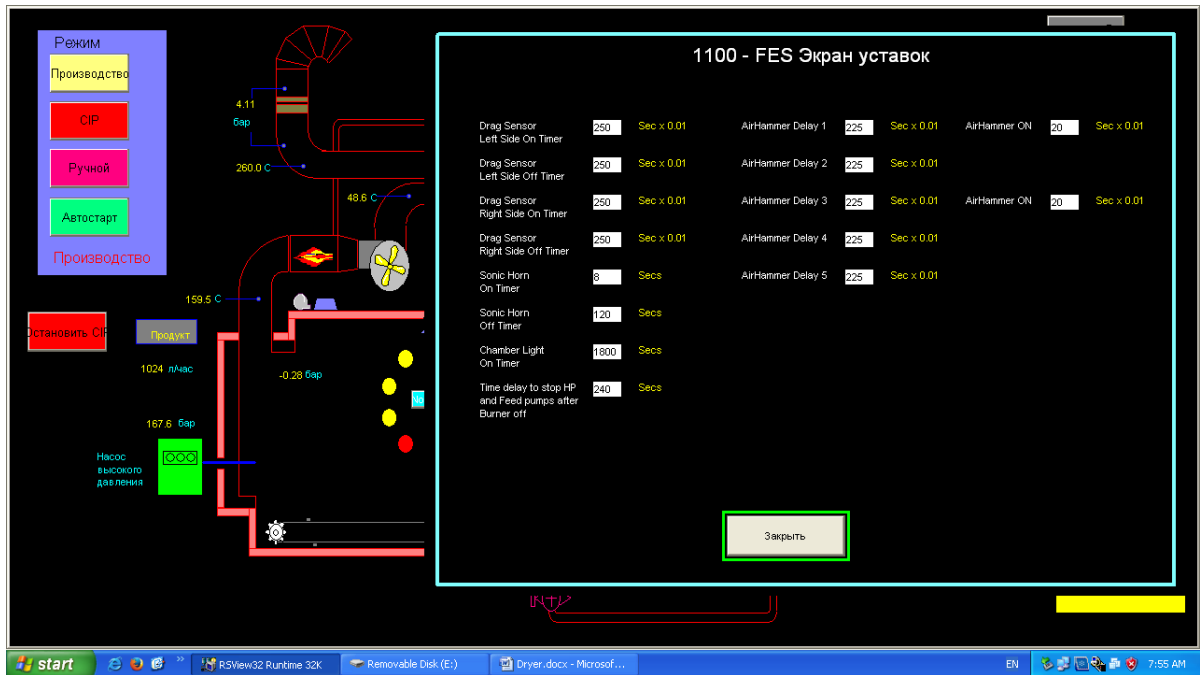 Режим
Производство
CIP
Ручной
Автостарт
Производство
4.11
бар
260.0 C
48.6 C
159.5 C
Остановить CIP
Продукт
1024 л/час
-0.28 бар
167.6 бар
Насос
высокого
давления
No
1100 - FES Экран уставок
Drag Sensor
Left Side On Timer
250 Sec x 0.01
AirHammer Delay 1 225 Sec x 0.01
AirHammer ON 20 Sec x 0.01
Drag Sensor
Left Side Off Timer
250 Sec x 0.01
AirHammer Delay 2 225 Sec x 0.01
Drag Sensor
Right Side On Timer
250 Sec x 0.01
AirHammer Delay 3 225 Sec x 0.01
AirHammer ON 20 Sec x 0.01
Drag Sensor
Right Side Off Timer
250 Sec x 0.01
AirHammer Delay 4 225 Sec x 0.01
Sonic Horn
On Timer
8 Secs
AirHammer Delay 5 225 Sec x 0.01
Sonic Horn
Off Timer
120 Secs
Chamber Light
On Timer
1800 Secs
Time delay to stop HP
and Feed pumps after
Burner off
240 Secs
Закрыть
start
RSView32 Runtime 32K
Removable Disk (E:)
Dryer.docx - Microsof...
EN
7:55 AM